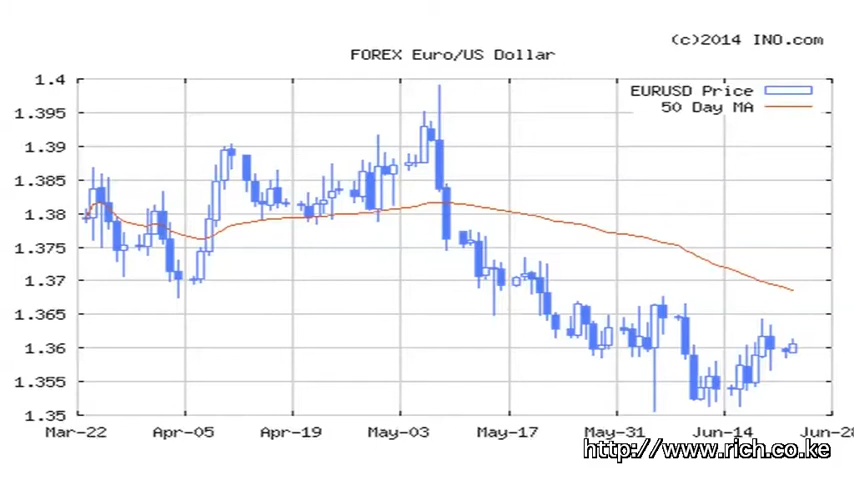 (c)2014 INO.com
FOREX Euro/US Dollar
EURUSD Price
50 Day MA
1.4
1.395
1.39
1.385
1.38
1.375
1.37
1.365
1.36
1.355
1.35
Mar-22 Apr-05 Apr-19 May-03 May-17 May-31 Jun-14 Jun-28
http://www.rich.co.ke